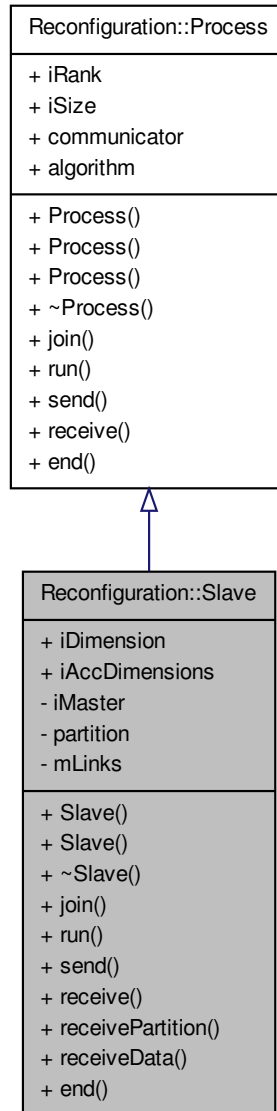 Reconfiguration::Process
+ iRank
+ iSize
+ communicator
+ algorithm
+ Process()
+ Process()
+ Process()
+ ~Process()
+ join()
+ run()
+ send()
+ receive()
+ end()
Reconfiguration::Slave
+ iDimension
+ iAccDimensions
- iMaster
- partition
- mLinks
+ Slave()
+ Slave()
+ ~Slave()
+ join()
+ run()
+ send()
+ receive()
+ receivePartition()
+ receiveData()
+ end()